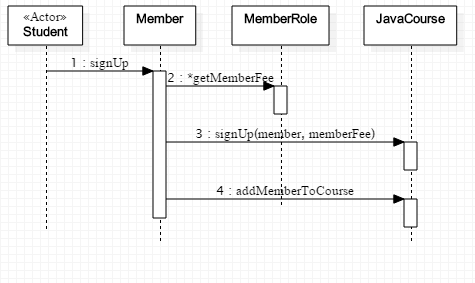 «Actor»
Student
Member
MemberRole
JavaCourse
1 : signUp
2 : *getMemberFee
3 : signUp(member, memberFee)
4 : addMemberToCourse